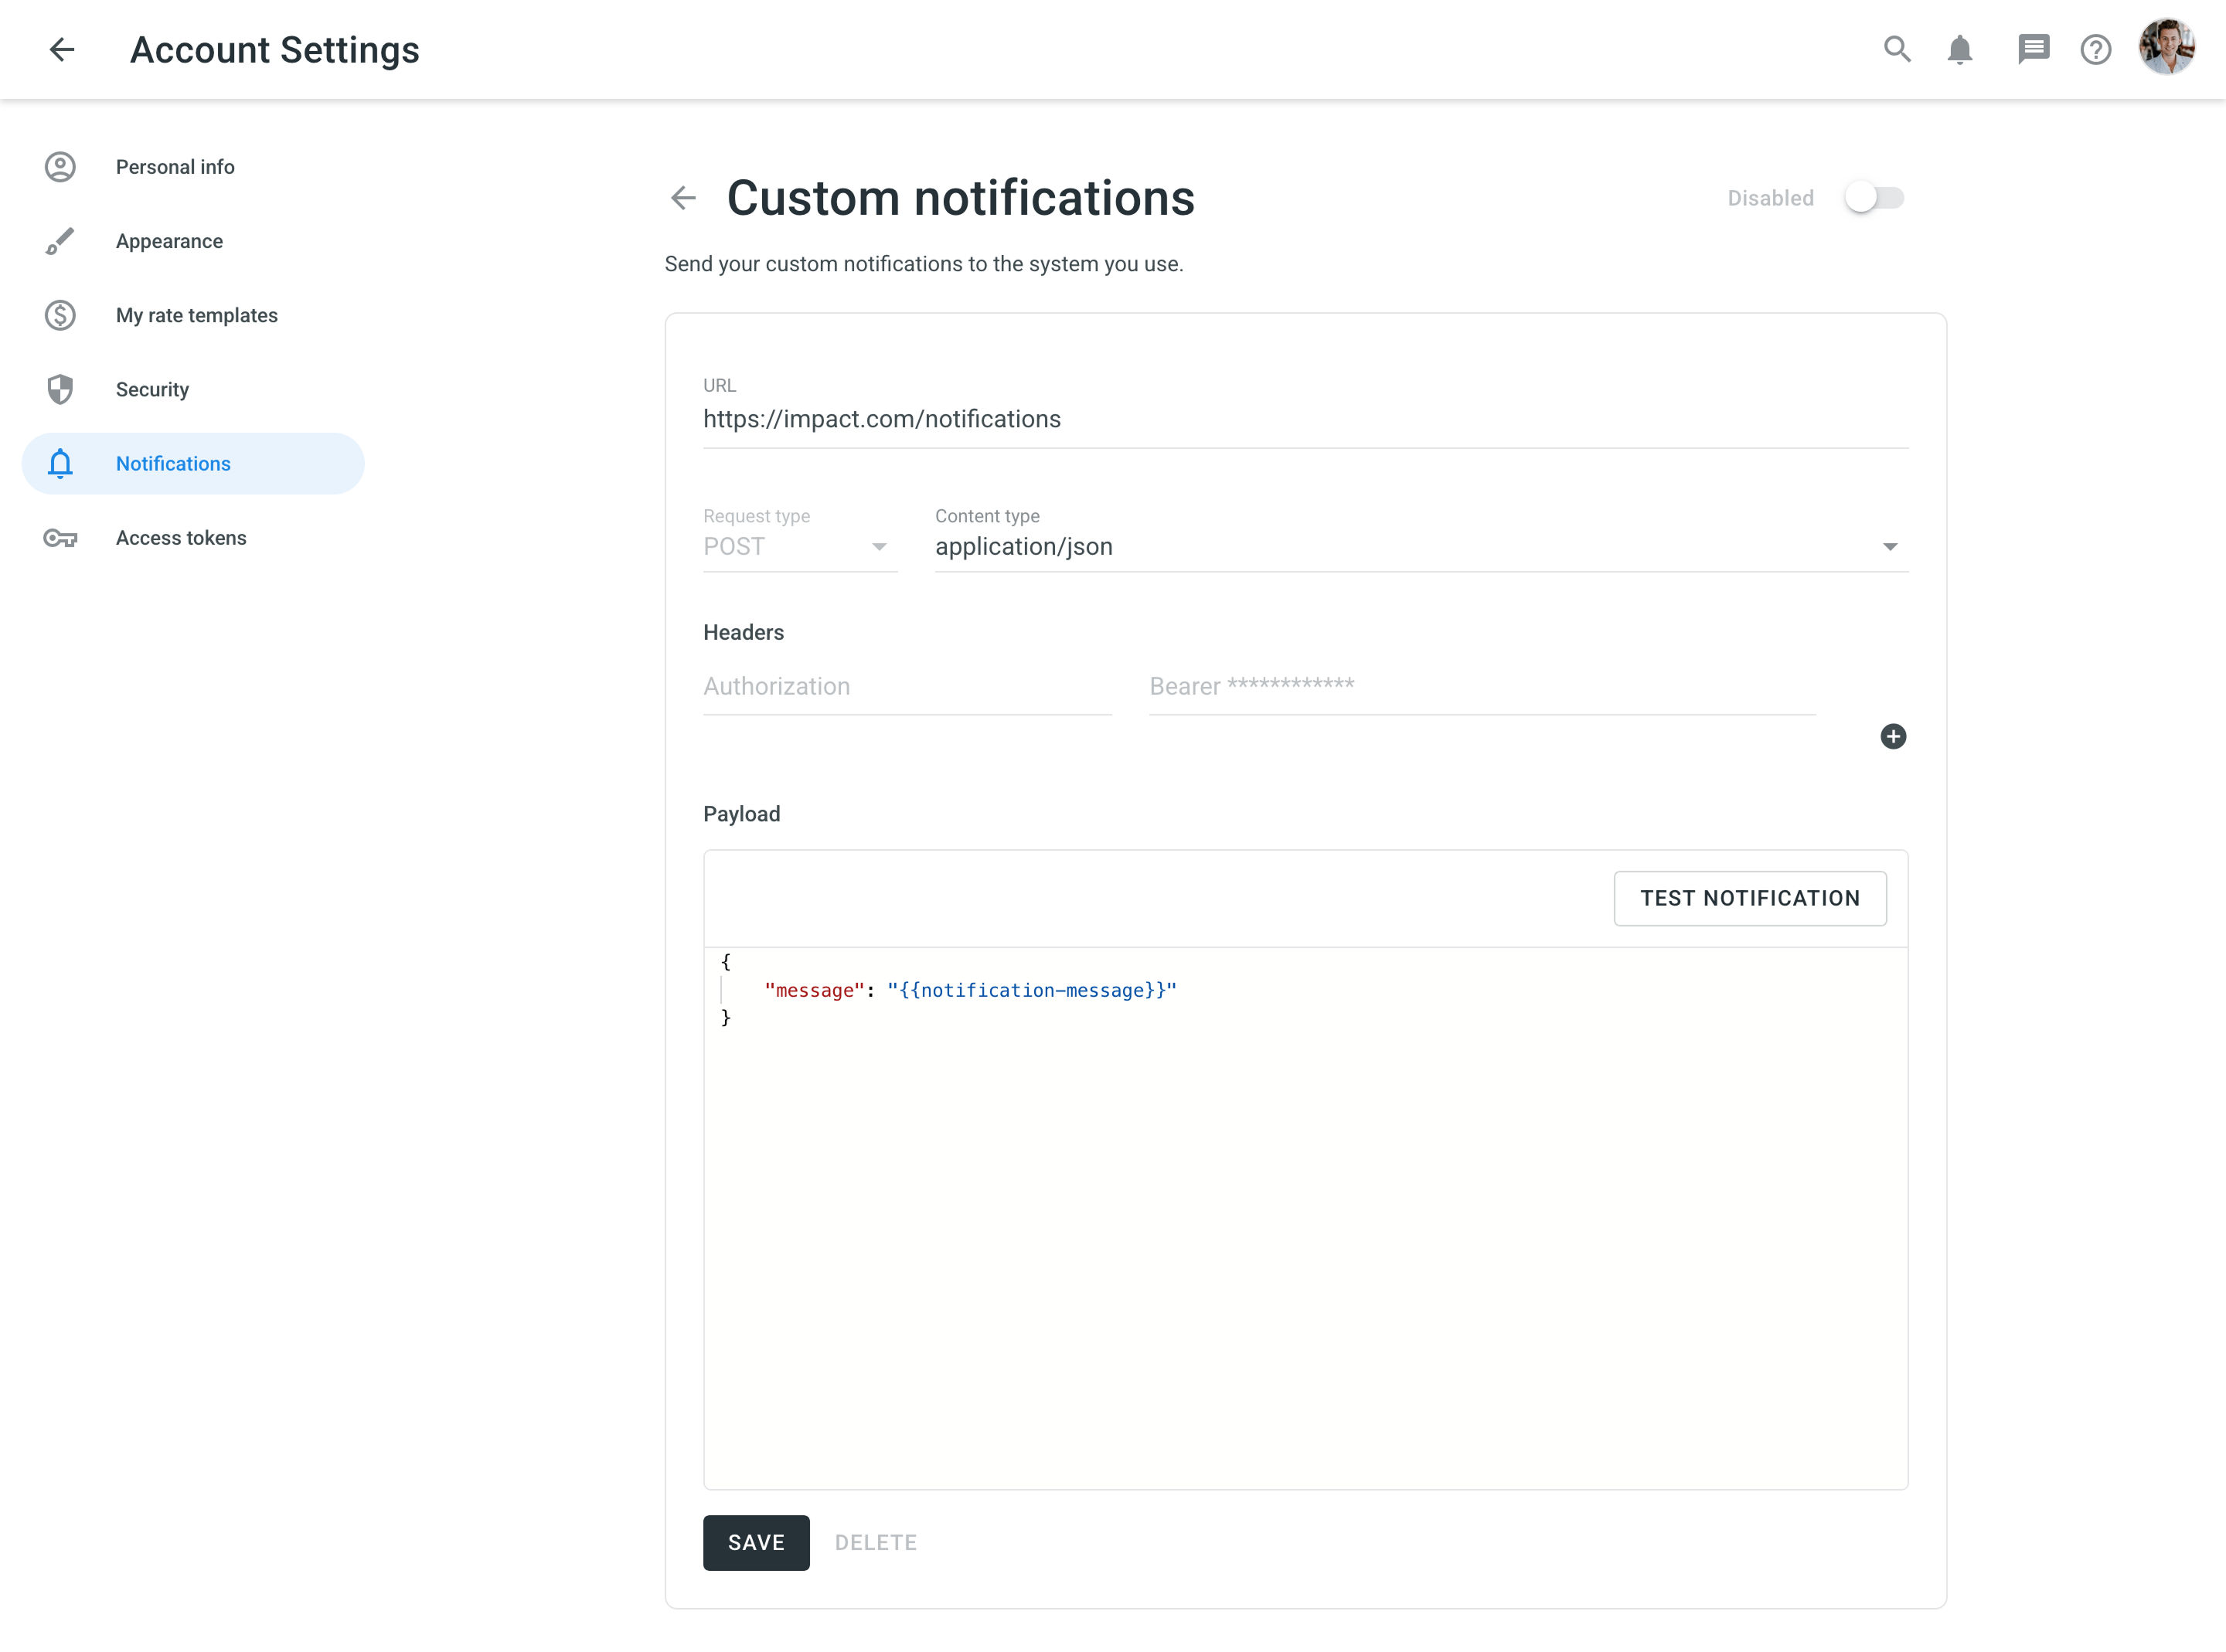 Account Settings
Personal info
Appearance
My rate templates
Security
Notifications
Access tokens
Custom notifications
Disabled
Send your custom notifications to the system you use.
URL
https://impact.com/notifications
Request type
POST
Content type
application/json
Headers
Authorization
Bearer ************
Payload
TEST NOTIFICATION
{
    "message": "{{notification-message}}"
}
SAVE
DELETE